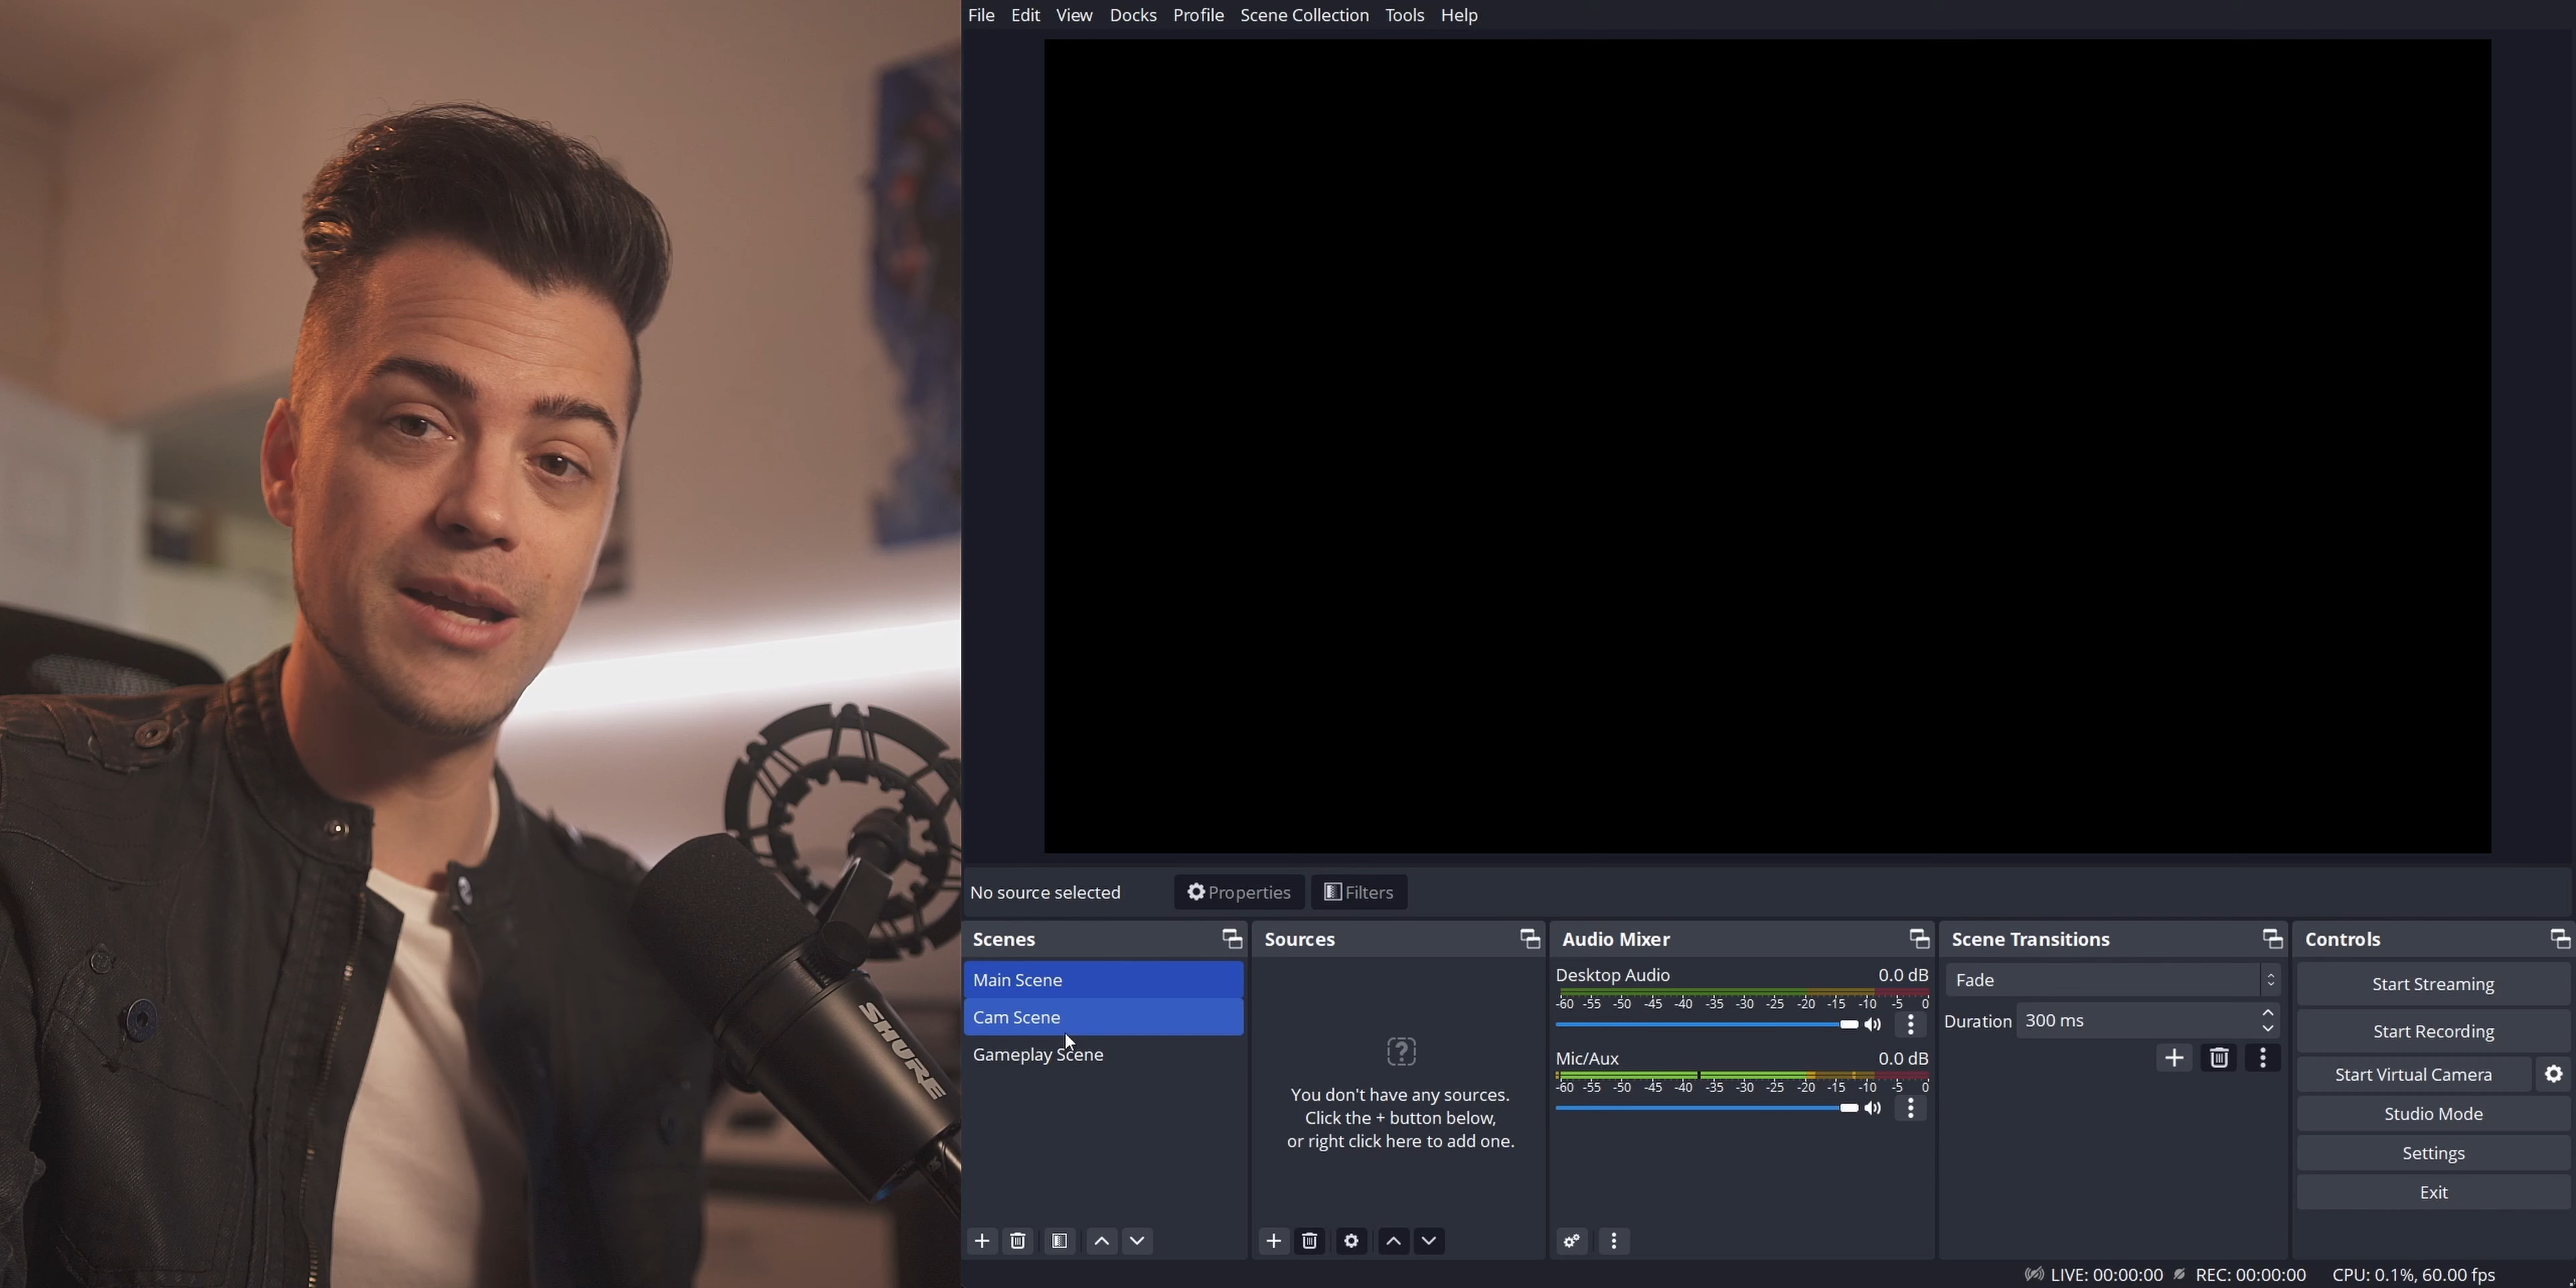 File Edit View Docks Profile Scene Collection Tools Help
No source selected Properties Filters
Scenes
Main Scene
Cam Scene
Gameplay Scene
Sources
You don't have any sources.
Click the + button below,
or right click here to add one.
Audio Mixer
Desktop Audio 0.0 dB
-60 -55 -50 -45 -40 -35 -30 -25 -20 -15 -10 -5 0
Mic/Aux 0.0 dB
-60 -55 -50 -45 -40 -35 -30 -25 -20 -15 -10 -5 0
Scene Transitions
Fade
Duration 300 ms
Controls
Start Streaming
Start Recording
Start Virtual Camera
Studio Mode
Settings
Exit
LIVE: 00:00:00 REC: 00:00:00 CPU: 0.1%, 60.00 fps
SHURE